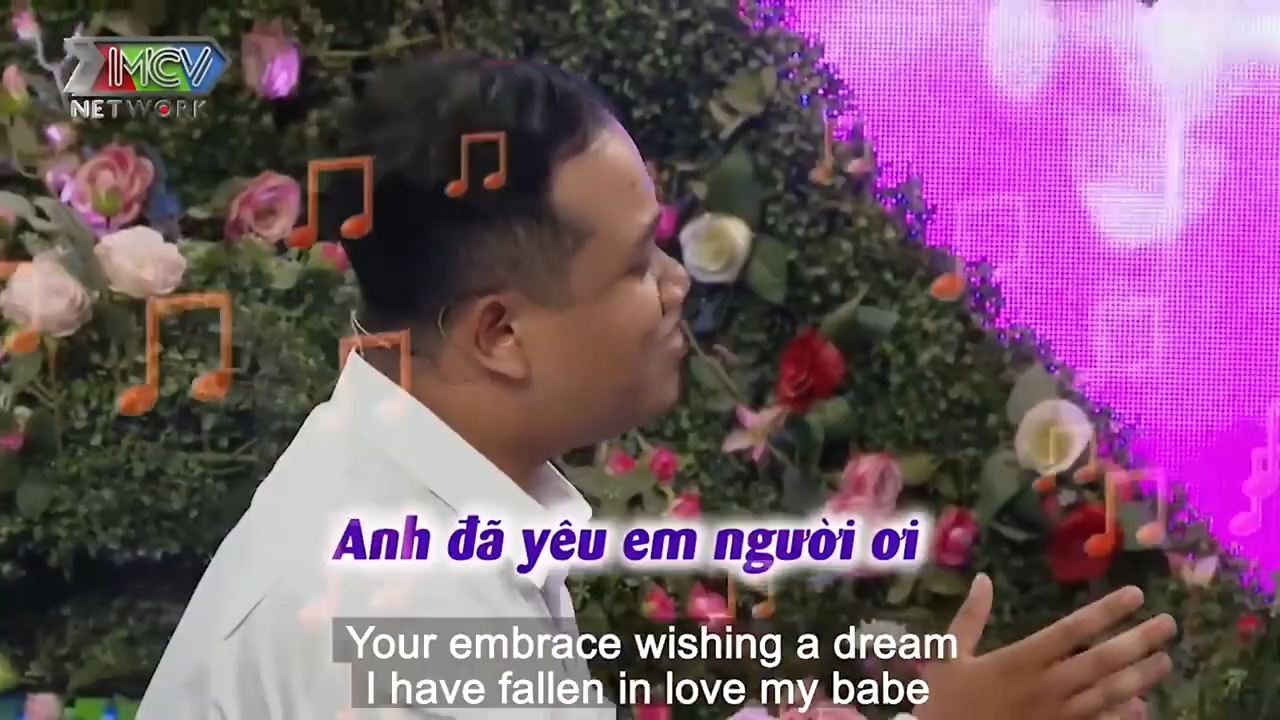 MCV
NETWORK
Anh đã yêu em người ơi
Your embrace wishing a dream
I have fallen in love my babe